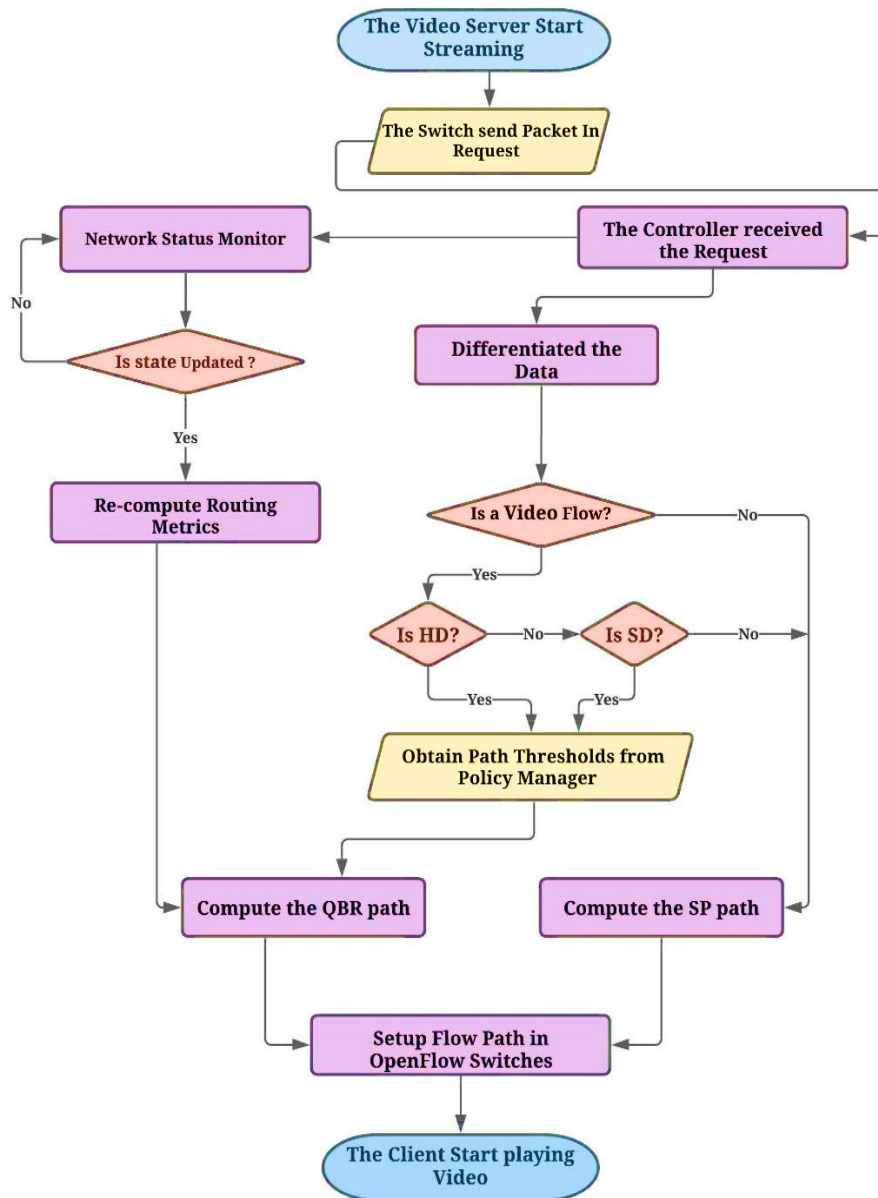 The Video Server Start
Streaming
The Switch send Packet In
Request
Network Status Monitor
The Controller received
the Request
No
Is state Updated ?
Differentiated the
Data
Yes
Re-compute Routing
Metrics
Is a Video Flow?
No
Yes
Is HD?
No
Is SD?
No
Yes
Yes
Obtain Path Thresholds from
Policy Manager
Compute the QBR path
Compute the SP path
Setup Flow Path in
OpenFlow Switches
The Client Start playing
Video